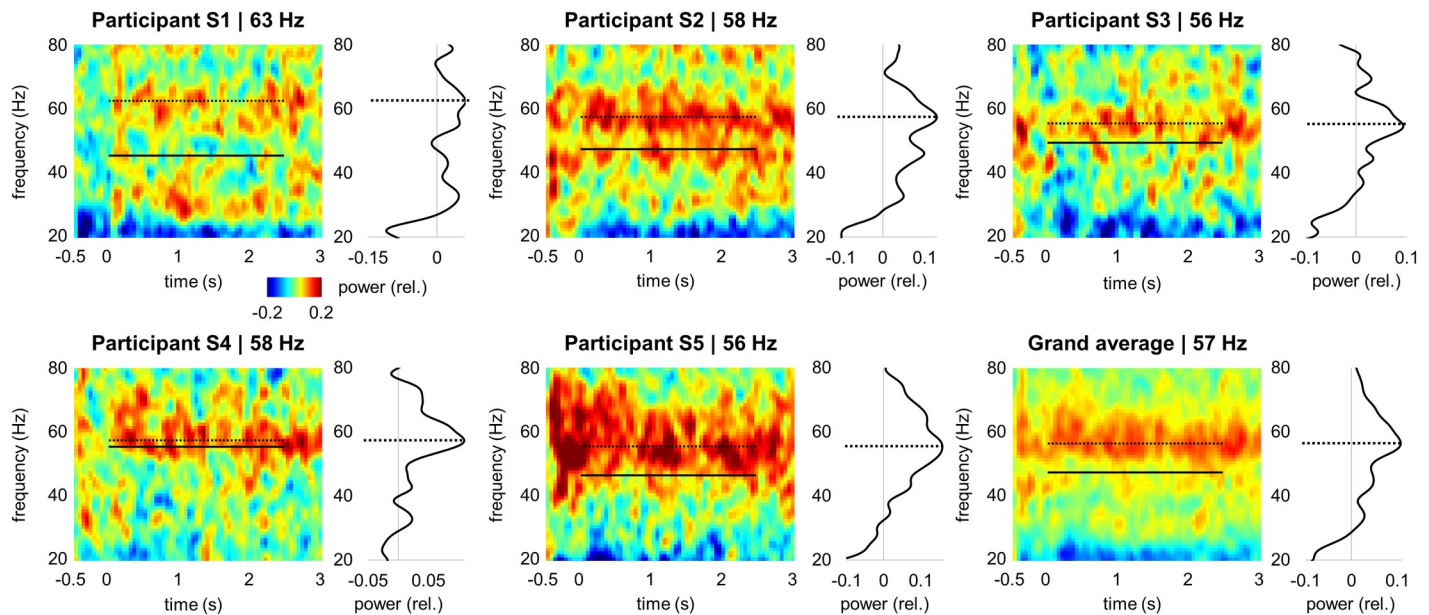 Participant S1 | 63 Hz
Participant S2 | 58 Hz
Participant S3 | 56 Hz
frequency (Hz)
80
60
40
20
-0.5 0 1 2 3
time (s)
80
60
40
20
-0.15 0
-0.2 0.2
power (rel.)
frequency (Hz)
80
60
40
20
-0.5 0 1 2 3
time (s)
80
60
40
20
-0.1 0 0.1
power (rel.)
frequency (Hz)
80
60
40
20
-0.5 0 1 2 3
time (s)
80
60
40
20
-0.1 0 0.1
power (rel.)
Participant S4 | 58 Hz
Participant S5 | 56 Hz
Grand average | 57 Hz
frequency (Hz)
80
60
40
20
-0.5 0 1 2 3
time (s)
80
60
40
20
-0.05 0.05
power (rel.)
frequency (Hz)
80
60
40
20
-0.5 0 1 2 3
time (s)
80
60
40
20
-0.1 0 0.1
power (rel.)
frequency (Hz)
80
60
40
20
-0.5 0 1 2 3
time (s)
80
60
40
20
-0.1 0 0.1
power (rel.)